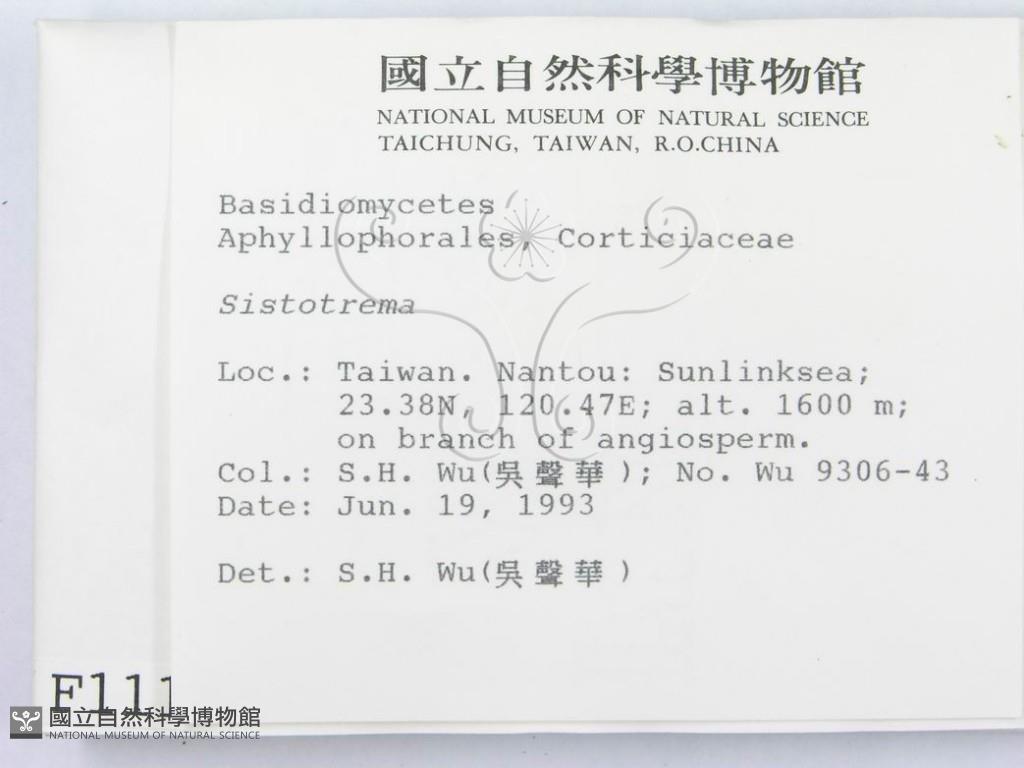 國立自然科學博物館
NATIONAL MUSEUM OF NATURAL SCIENCE
TAICHUNG, TAIWAN, R.O.CHINA
Basidiomycetes
Aphyllophorales, Corticiaceae
Sistotrema
Loc.: Taiwan. Nantou: Sunlinksea;
23.38N, 120.47E; alt. 1600 m;
on branch of angiosperm.
Col.: S.H. Wu(吳聲華); No. Wu 9306-43
Date: Jun. 19, 1993
Det.: S.H. Wu(吳聲華)
F111
國立自然科學博物館
NATIONAL MUSEUM OF NATURAL SCIENCE